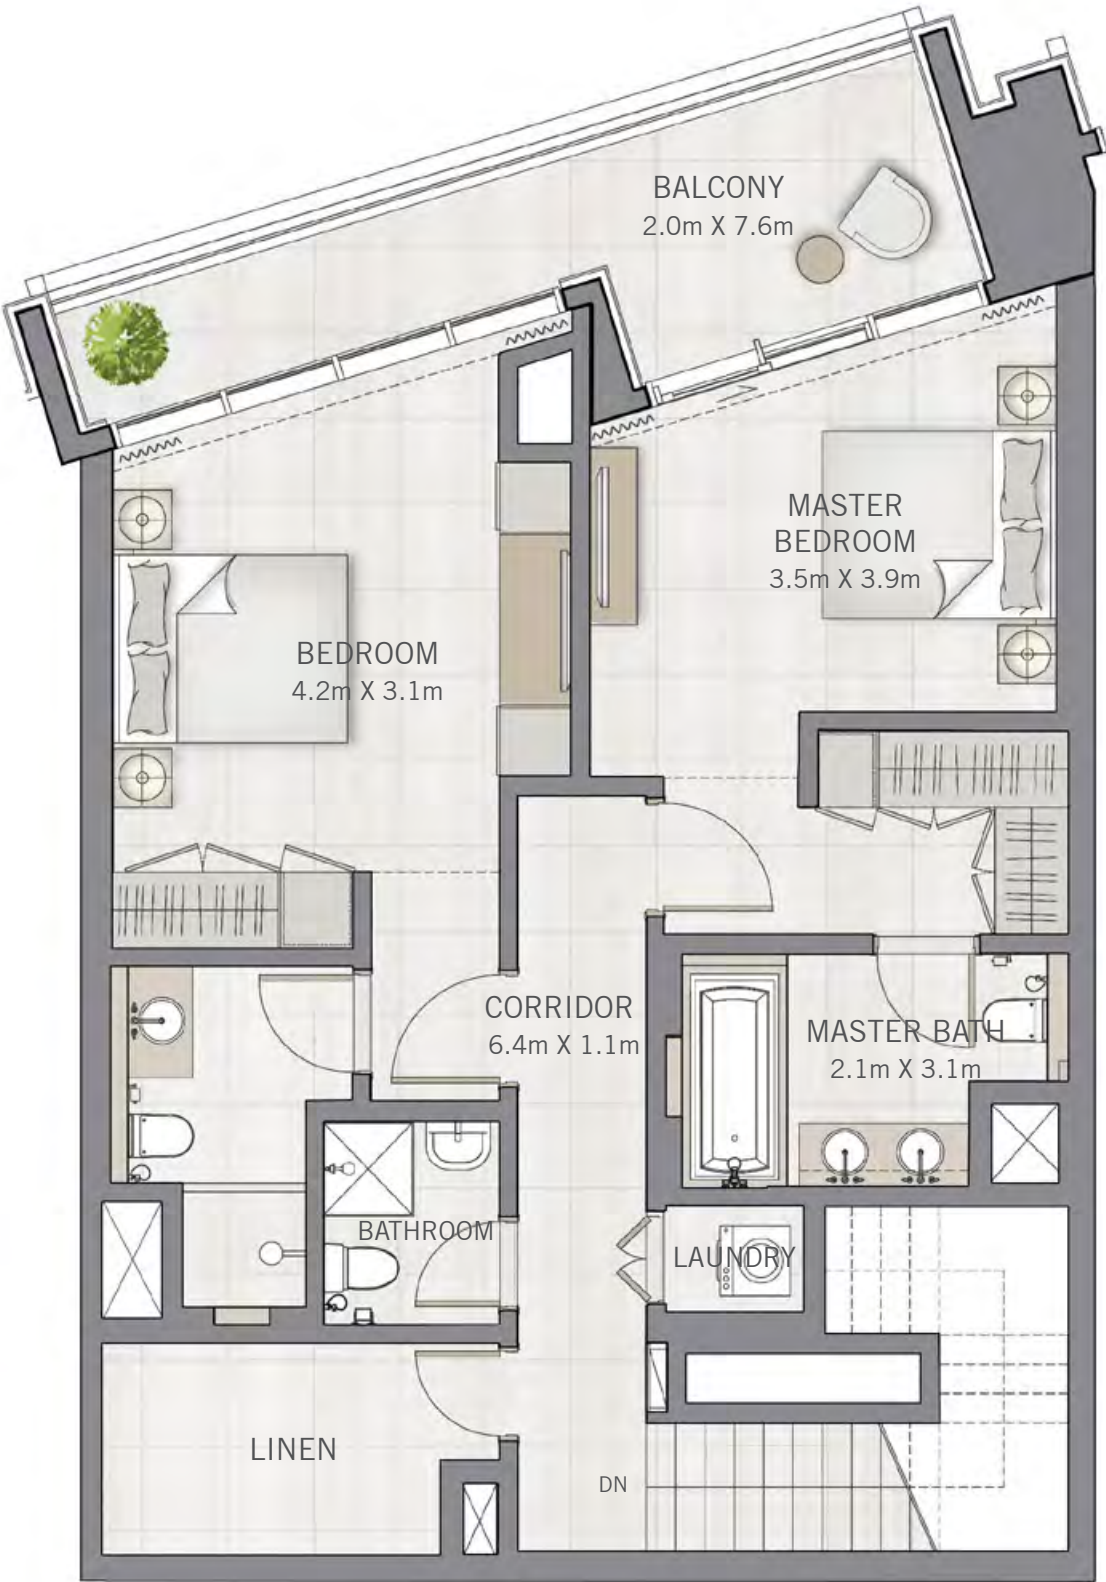 BALCONY
2.0m X 7.6m
MASTER
BEDROOM
3.5m X 3.9m
BEDROOM
4.2m X 3.1m
CORRIDOR
6.4m X 1.1m
MASTER BATH
2.1m X 3.1m
BATHROOM
LAUNDRY
LINEN
DN